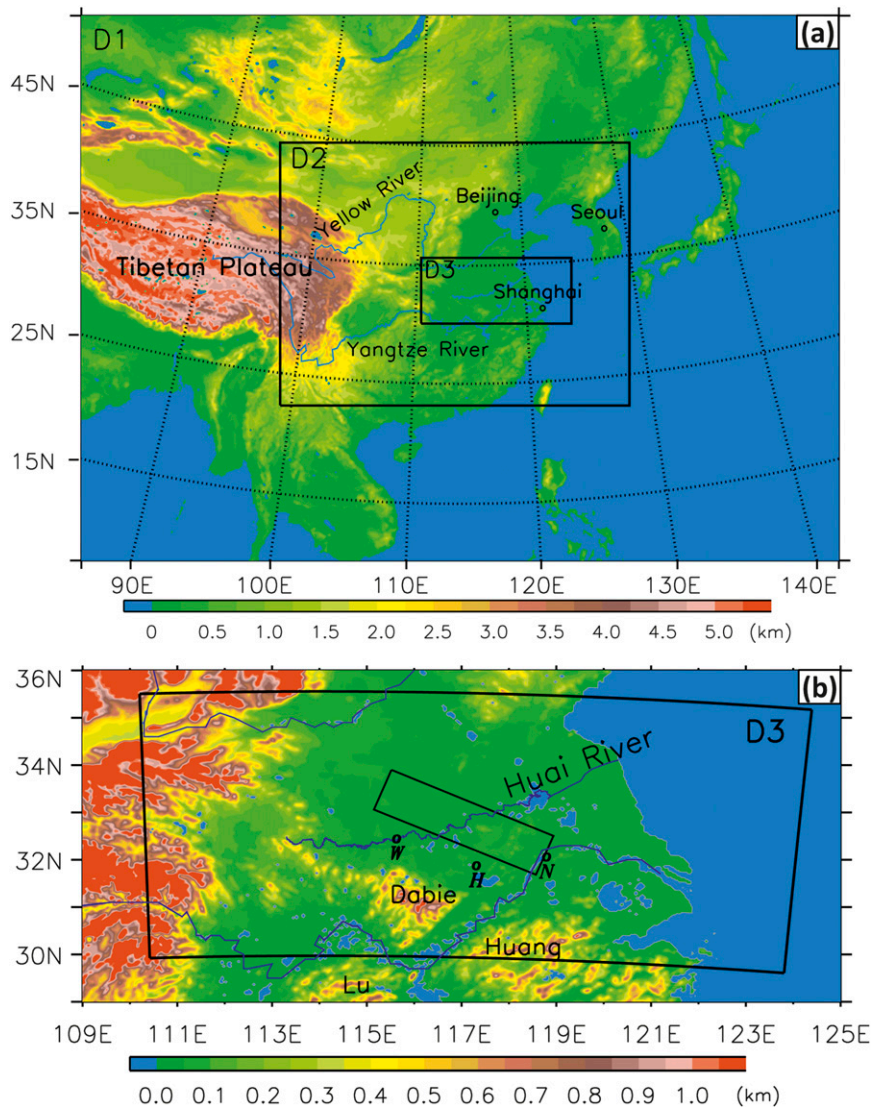 D1
(a)
45N
D2
Yellow River
Beijing
35N
Seoul
Tibetan Plateau
D3
Shanghai
25N
Yangtze River
15N
90E 100E 110E 120E 130E 140E
0 0.5 1.0 1.5 2.0 2.5 3.0 3.5 4.0 4.5 5.0 (km)
36N
(b)
D3
Huai River
34N
W
32N
H
N
Dabie
30N
Huang
Lu
109E 111E 113E 115E 117E 119E 121E 123E 125E
0.0 0.1 0.2 0.3 0.4 0.5 0.6 0.7 0.8 0.9 1.0 (km)